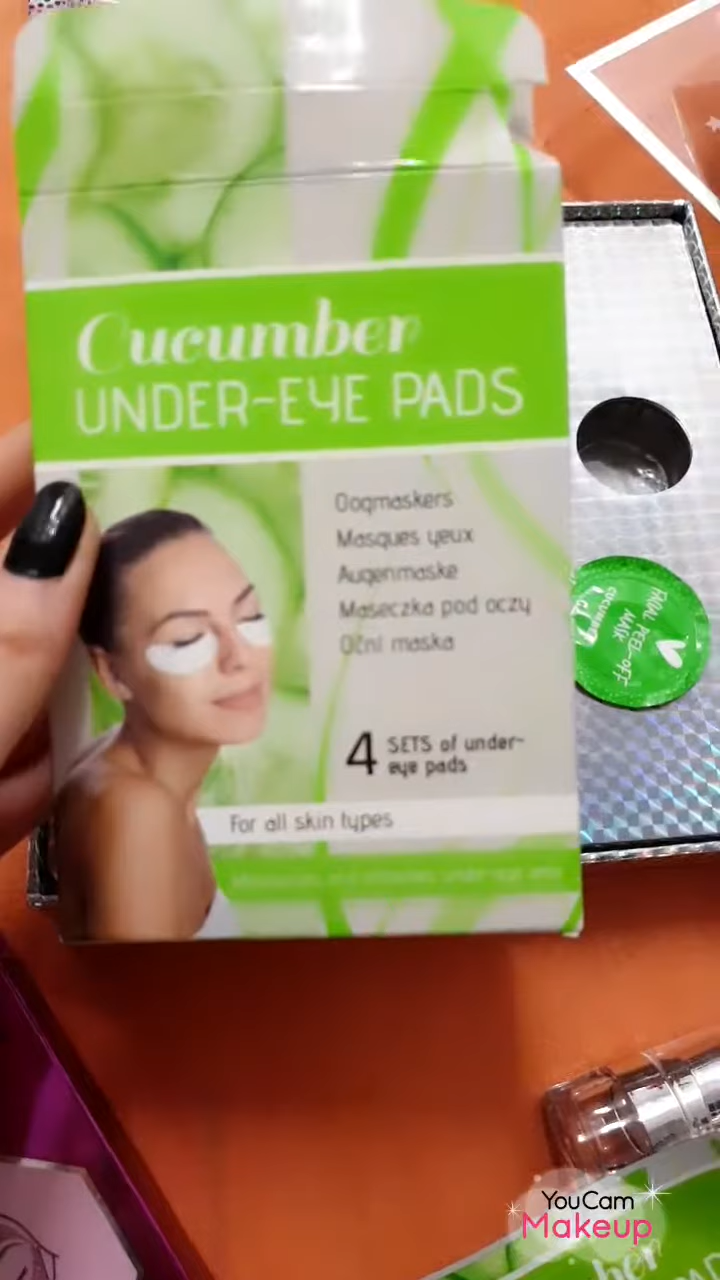 Cucumber
UNDER-EYE PADS
Oogmaskers
Masques yeux
Augenmaske
Maseczka pod oczy
Oční maska
4 SETS of under-
eye pads
For all skin types
FACIAL PEEL-OFF
MASK
CUCUMBER
YouCam
Makeup